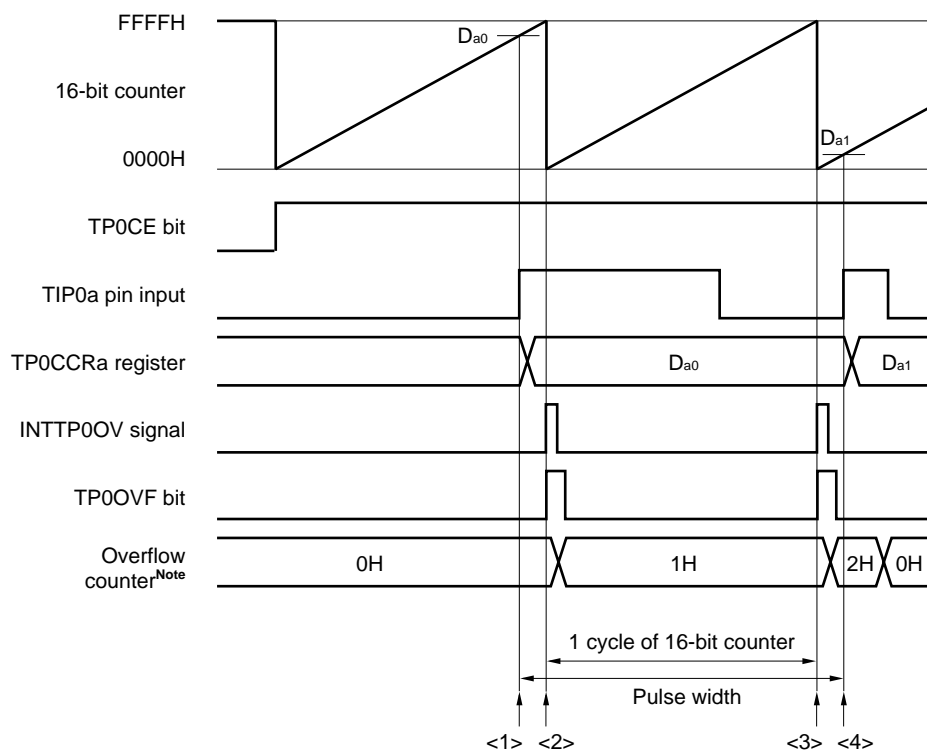 FFFFH
Da0
16-bit counter
0000H
Da1
TP0CE bit
TIP0a pin input
TP0CCRa register
Da0
Da1
INTTP0OV signal
TP0OVF bit
Overflow
counterNote
0H
1H
2H
0H
1 cycle of 16-bit counter
Pulse width
<1> <2> <3> <4>